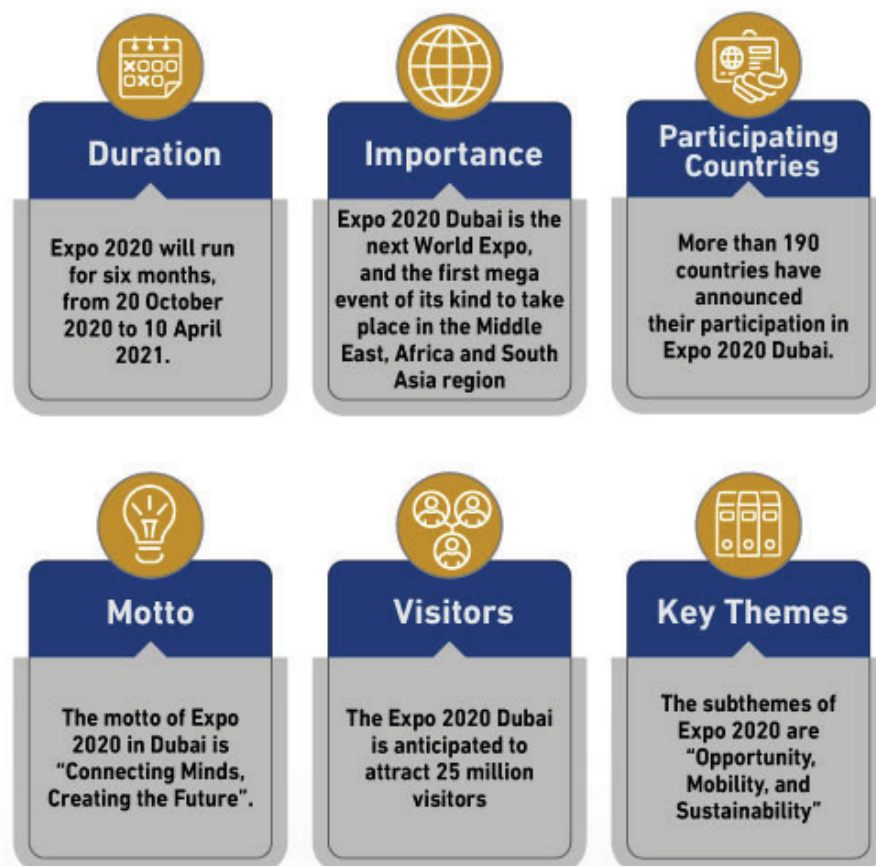 Duration
Expo 2020 will run
for six months,
from 20 October
2020 to 10 April
2021.
Importance
Expo 2020 Dubai is the
next World Expo,
and the first mega
event of its kind to take
place in the Middle
East, Africa and South
Asia region
Participating
Countries
More than 190
countries have
announced
their participation in
Expo 2020 Dubai.
Motto
The motto of Expo
2020 in Dubai is
“Connecting Minds,
Creating the Future”.
Visitors
The Expo 2020 Dubai
is anticipated to
attract 25 million
visitors
Key Themes
The subthemes of
Expo 2020 are
“Opportunity,
Mobility, and
Sustainability”